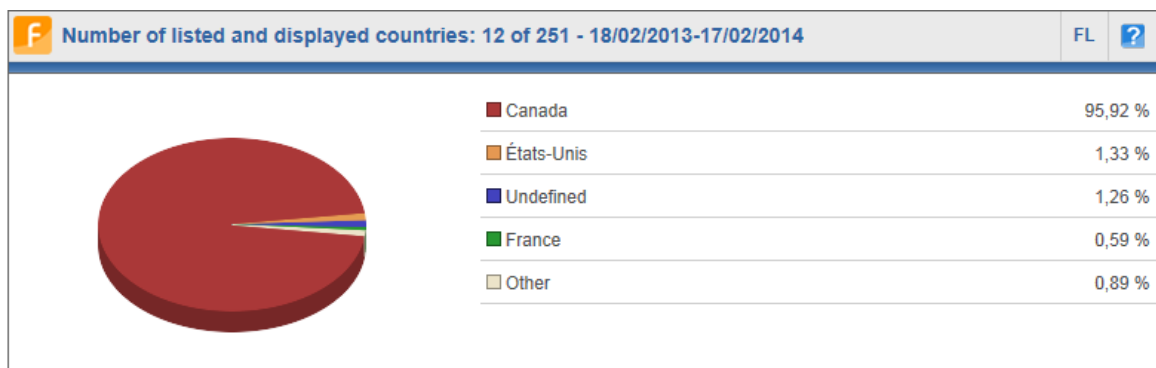 F Number of listed and displayed countries: 12 of 251 - 18/02/2013-17/02/2014 FL ?
Canada 95,92 %
États-Unis 1,33 %
Undefined 1,26 %
France 0,59 %
Other 0,89 %